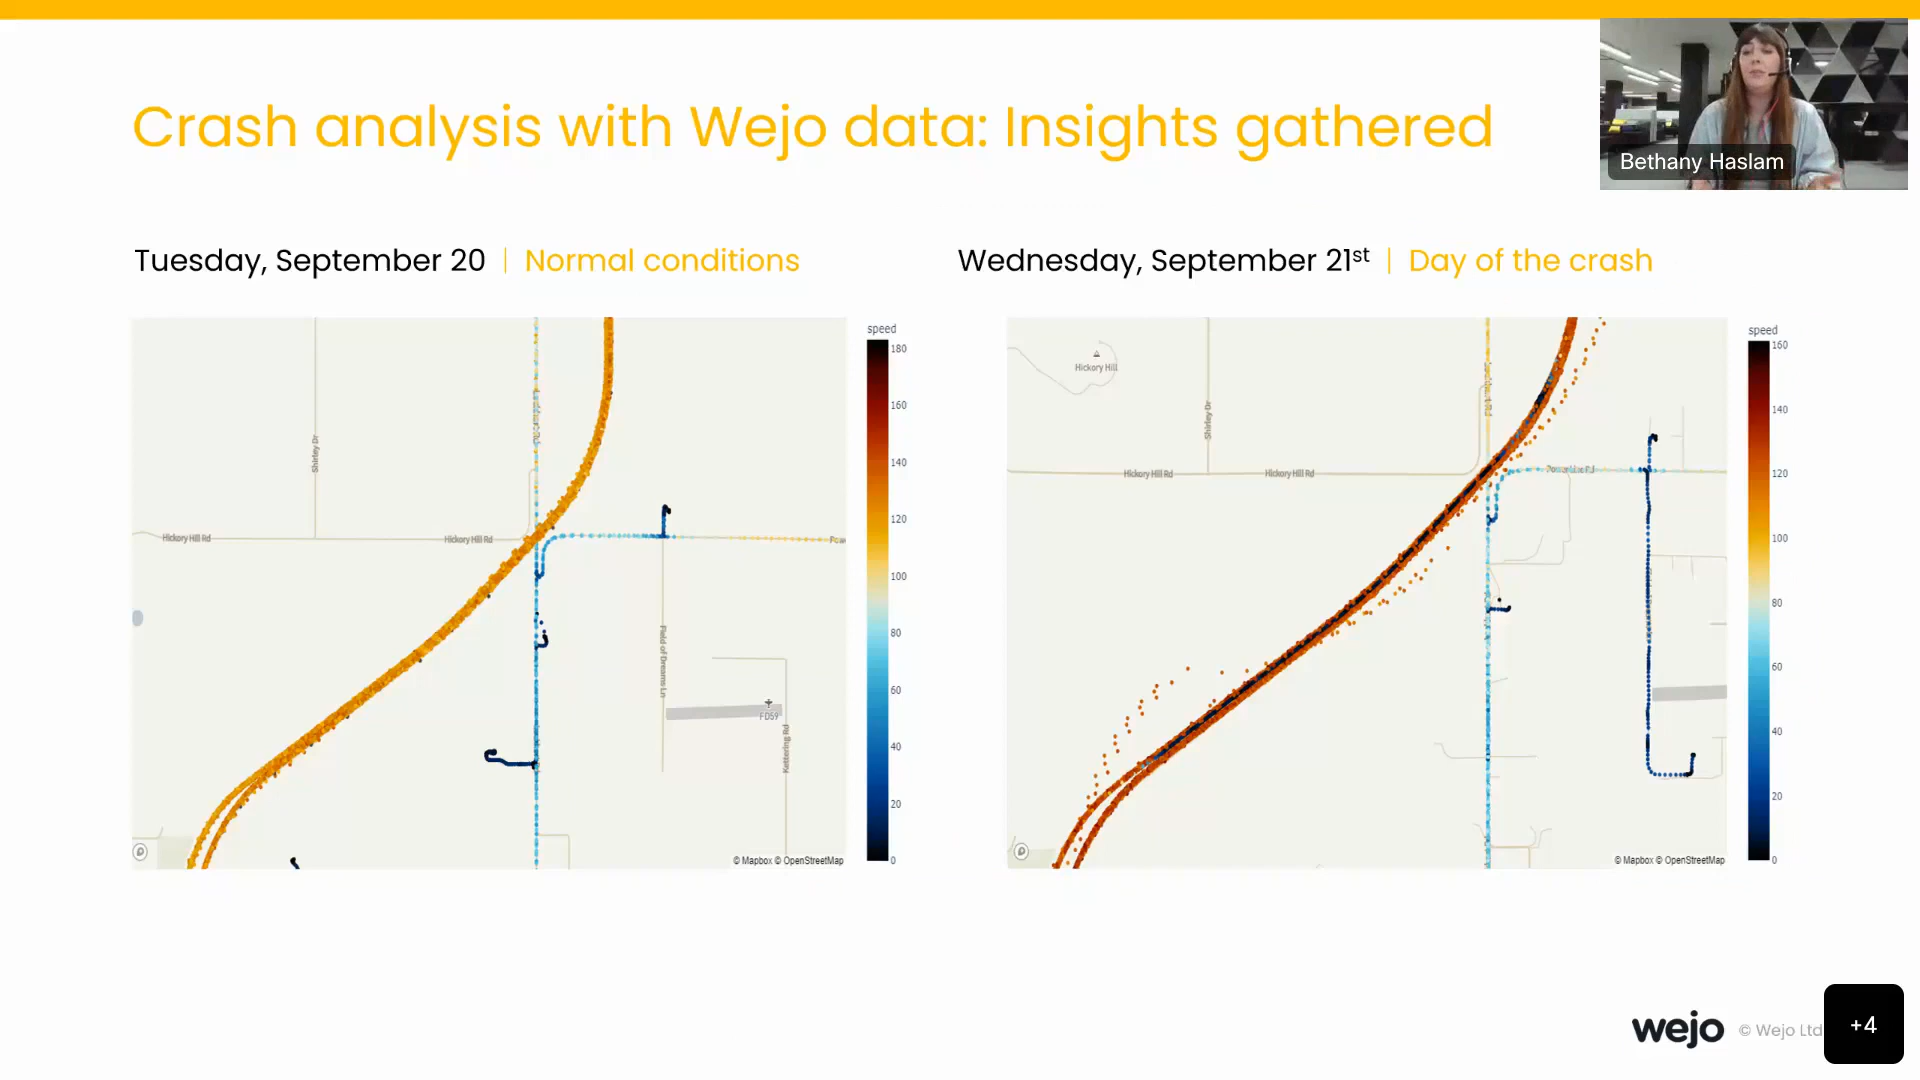 Crash analysis with Wejo data: Insights gathered
Bethany Haslam
Tuesday, September 20 | Normal conditions
Wednesday, September 21st | Day of the crash
speed
180
160
140
120
100
80
60
40
20
0
Shirley Dr
Hickory Hill Rd
Hickory Hill Rd
Field of Dreams Ln
FD59
Kettering Rd
© Mapbox © OpenStreetMap
speed
160
140
120
100
80
60
40
20
0
Hickory Hill
Shirley Dr
Hickory Hill Rd
Hickory Hill Rd
Powerline Rd
© Mapbox © OpenStreetMap
wejo
© Wejo Ltd
+4